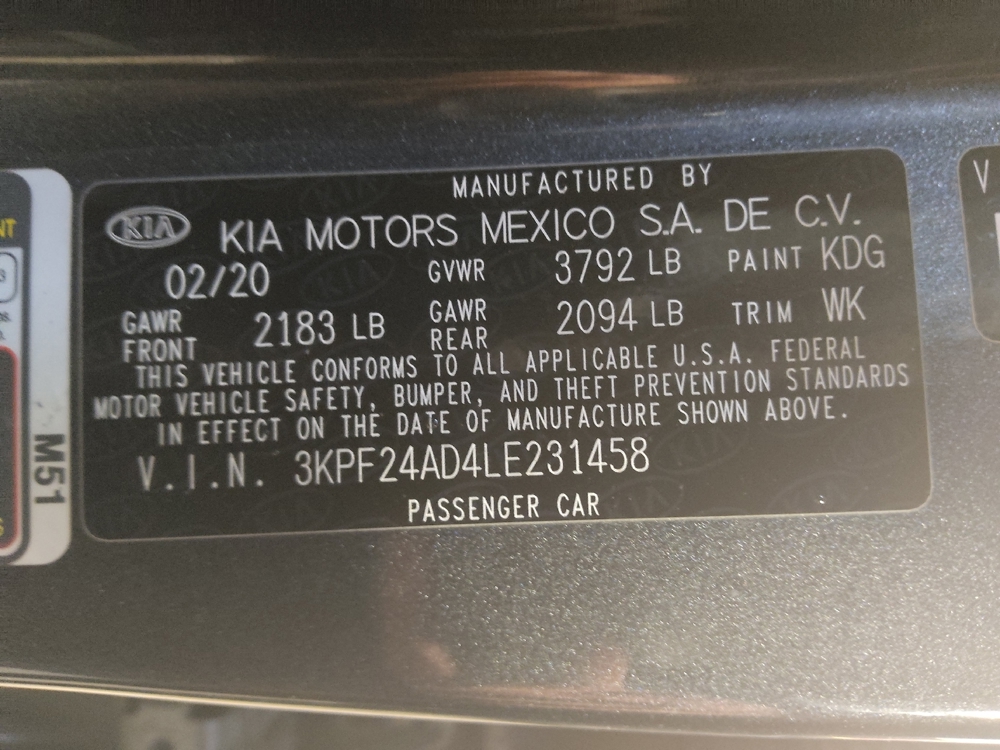 MANUFACTURED BY
KIA KIA MOTORS MEXICO S.A. DE C.V.
02/20 GVWR 3792 LB PAINT KDG
GAWR FRONT 2183 LB GAWR REAR 2094 LB TRIM WK
THIS VEHICLE CONFORMS TO ALL APPLICABLE U.S.A. FEDERAL
MOTOR VEHICLE SAFETY, BUMPER, AND THEFT PREVENTION STANDARDS
IN EFFECT ON THE DATE OF MANUFACTURE SHOWN ABOVE.
V.I.N. 3KPF24AD4LE231458
PASSENGER CAR
M51